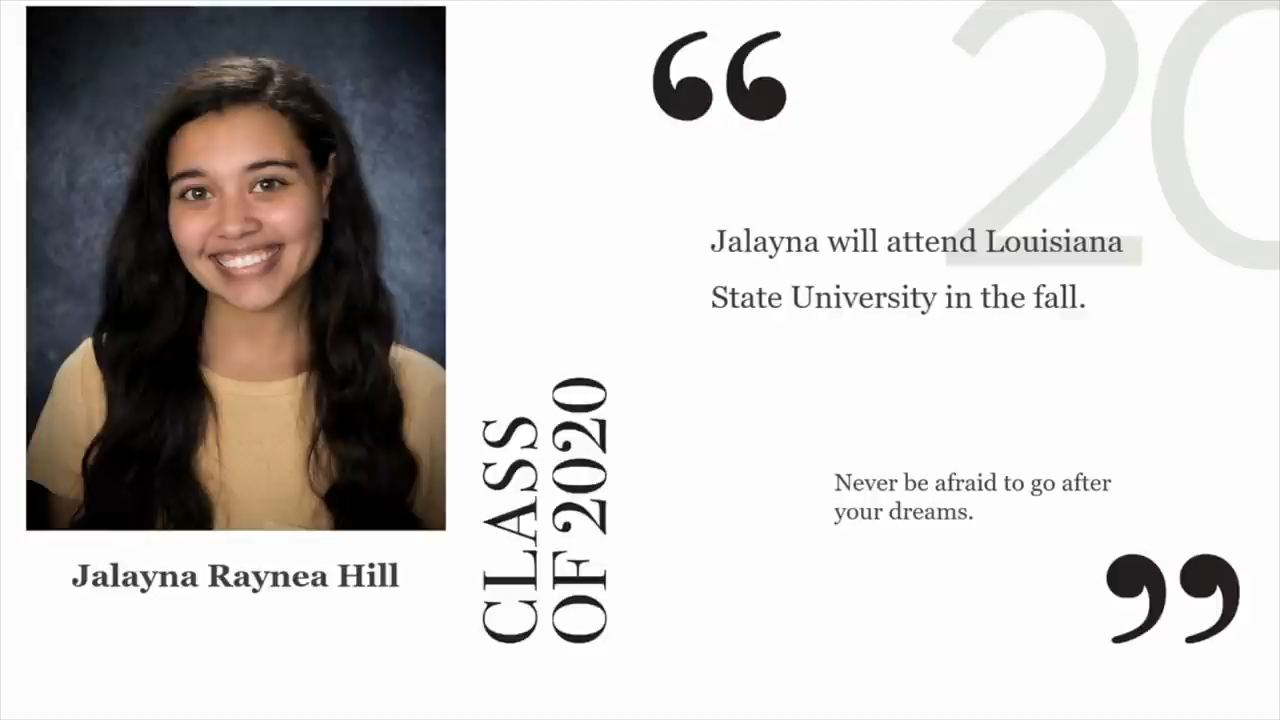 20
Jalayna will attend Louisiana
State University in the fall.
Never be afraid to go after
your dreams.
CLASS
OF 2020
Jalayna Raynea Hill